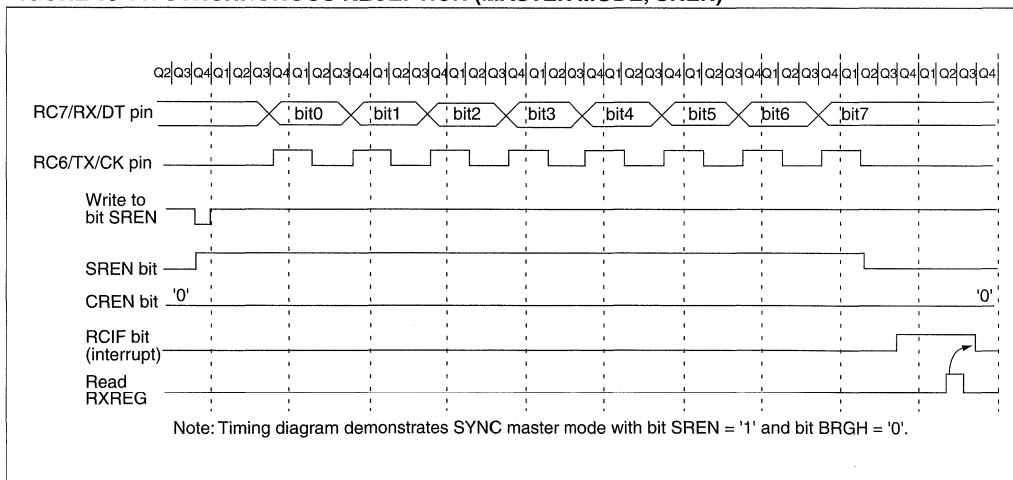 Q2 Q3 Q4 Q1 Q2 Q3 Q4 Q1 Q2 Q3 Q4 Q1 Q2 Q3 Q4 Q1 Q2 Q3 Q4 Q1 Q2 Q3 Q4 Q1 Q2 Q3 Q4 Q1 Q2 Q3 Q4 Q1 Q2 Q3 Q4 Q1 Q2 Q3 Q4 Q1 Q2 Q3 Q4
RC7/RX/DT pin bit0 bit1 bit2 bit3 bit4 bit5 bit6 bit7
RC6/TX/CK pin
Write to
bit SREN
SREN bit
CREN bit '0' '0'
RCIF bit
(interrupt)
Read
RXREG
Note: Timing diagram demonstrates SYNC master mode with bit SREN = '1' and bit BRGH = '0'.